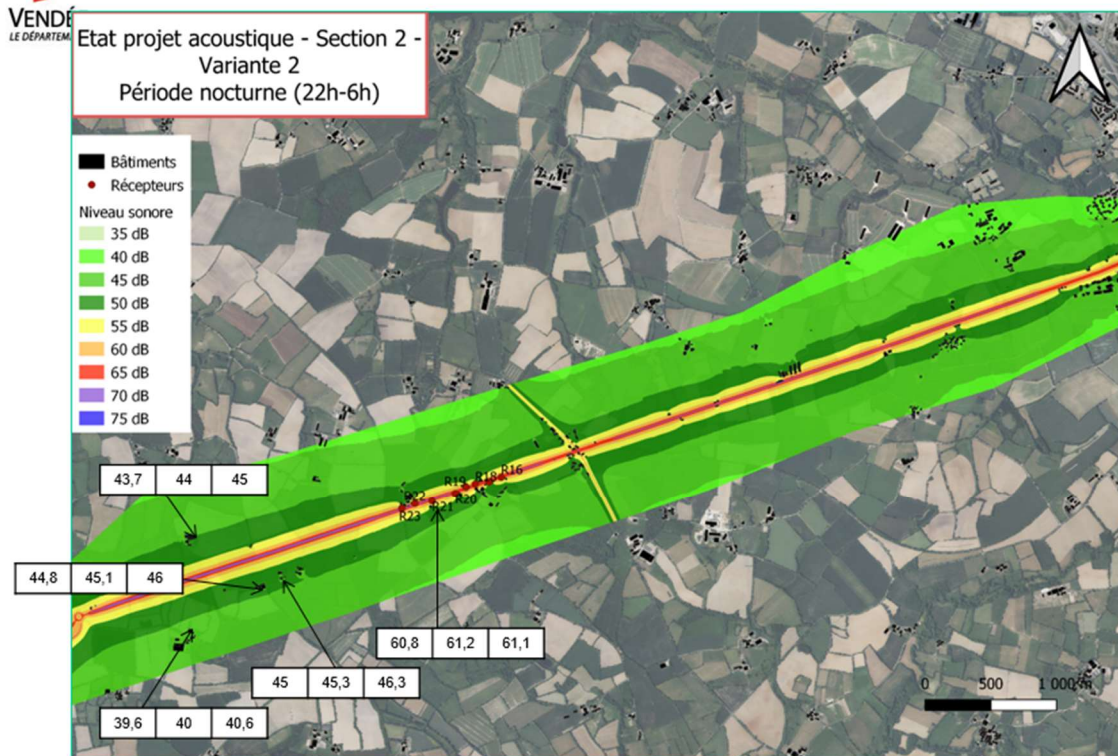 VENDÉE
LE DÉPARTEM
Etat projet acoustique - Section 2 -
Variante 2
Période nocturne (22h-6h)
Bâtiments
Récepteurs
Niveau sonore
35 dB
40 dB
45 dB
50 dB
55 dB
60 dB
65 dB
70 dB
75 dB
R16
R18
R19
R20
R21
R22
R23
43,7 44 45
44,8 45,1 46
60,8 61,2 61,1
45 45,3 46,3
39,6 40 40,6
0 500 1 000 m